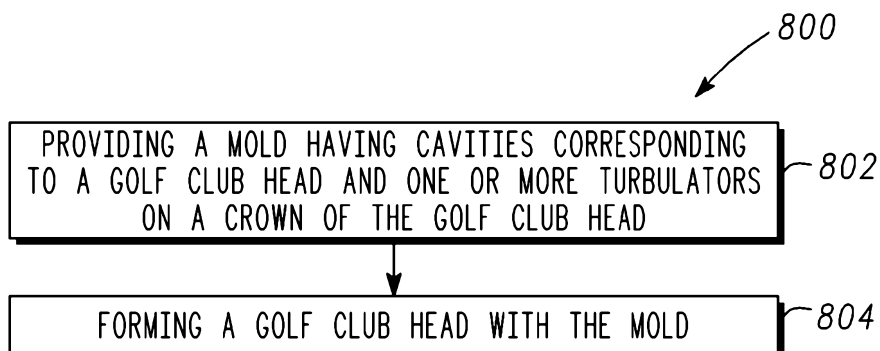 800
PROVIDING A MOLD HAVING CAVITIES CORRESPONDING
TO A GOLF CLUB HEAD AND ONE OR MORE TURBULATORS
ON A CROWN OF THE GOLF CLUB HEAD
802
FORMING A GOLF CLUB HEAD WITH THE MOLD
804